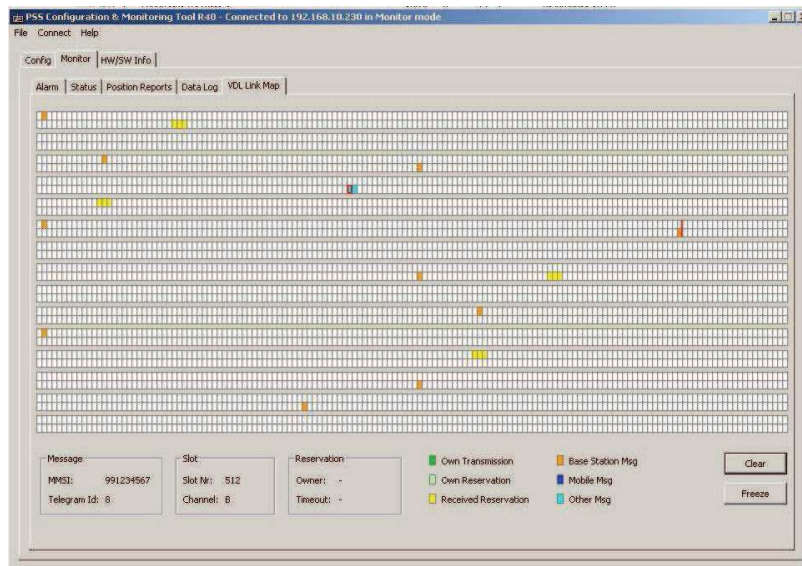 PSS Configuration & Monitoring Tool R40 - Connected to 192.168.10.230 in Monitor mode
File Connect Help
Config Monitor HW/SW Info
Alarm Status Position Reports Data Log VDL Link Map
Message
MMSI: 991234567
Telegram Id: 8
Slot
Slot Nr: 512
Channel: B
Reservation
Owner: -
Timeout: -
Own Transmission
Own Reservation
Received Reservation
Base Station Msg
Mobile Msg
Other Msg
Clear
Freeze